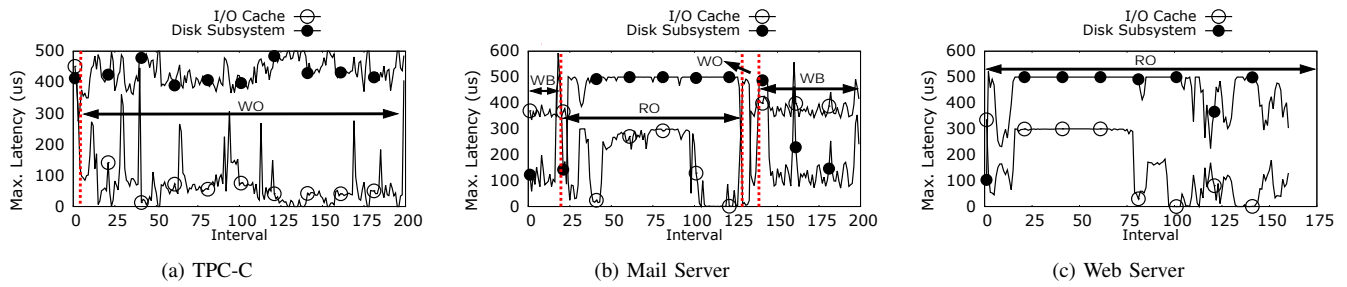 I/O Cache
Disk Subsystem
Max. Latency (us)
500
400
300
200
100
0
WO
0 25 50 75 100 125 150 175 200
Interval
(a) TPC-C
I/O Cache
Disk Subsystem
Max. Latency (us)
600
500
400
300
200
100
0
WB
RO
WO
WB
0 25 50 75 100 125 150 175 200
Interval
(b) Mail Server
I/O Cache
Disk Subsystem
Max. Latency (us)
600
500
400
300
200
100
0
RO
0 25 50 75 100 125 150 175
Interval
(c) Web Server